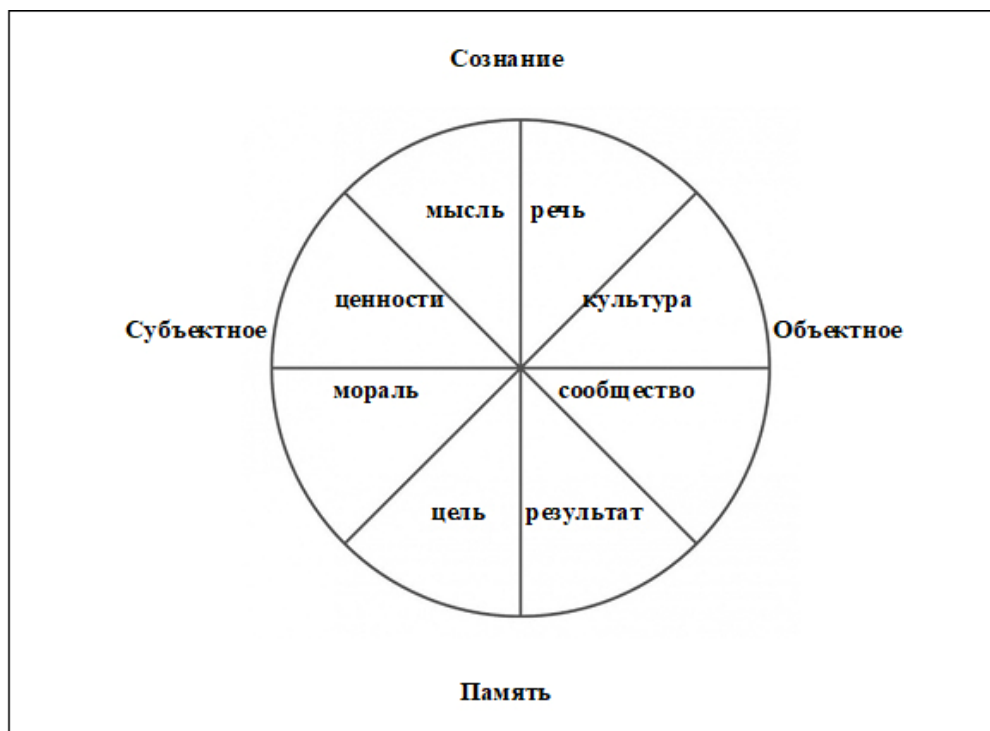 Сознание
мысль речь
ценности культура
Субъектное Объектное
мораль сообщество
цель результат
Память